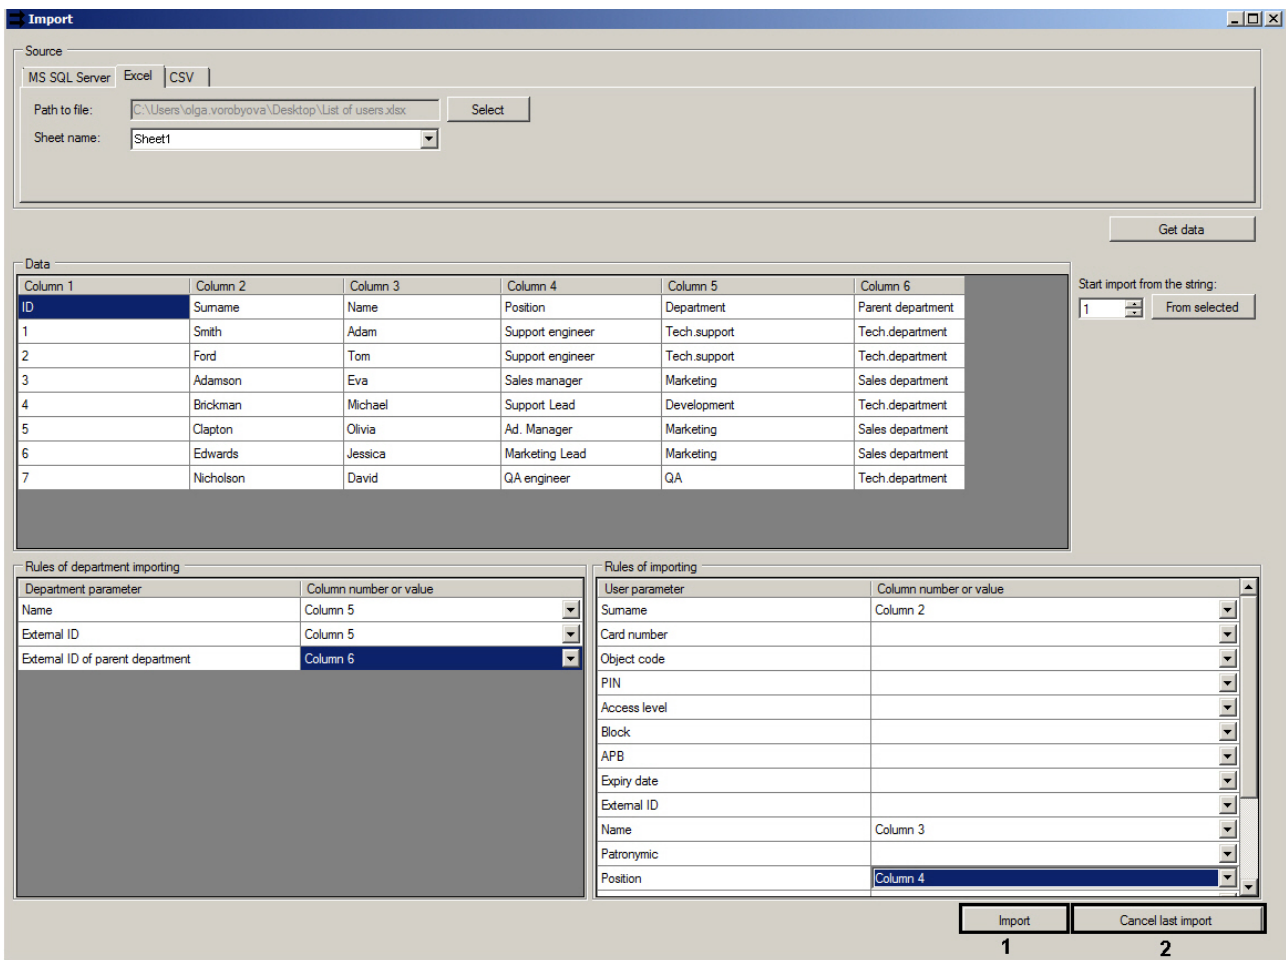 Import
Source
MS SQL Server Excel CSV
Path to file: C:\Users\olga.vorobyova\Desktop\List of users.xlsx Select
Sheet name: Sheet1
Get data
Data
Column 1 Column 2 Column 3 Column 4 Column 5 Column 6
ID Surname Name Position Department Parent department
1 Smith Adam Support engineer Tech.support Tech.department
2 Ford Tom Support engineer Tech.support Tech.department
3 Adamson Eva Sales manager Marketing Sales department
4 Brickman Michael Support Lead Development Tech.department
5 Clapton Olivia Ad. Manager Marketing Sales department
6 Edwards Jessica Marketing Lead Marketing Sales department
7 Nicholson David QA engineer QA Tech.department
Start import from the string:
1 From selected
Rules of department importing
Department parameter Column number or value
Name Column 5
External ID Column 5
External ID of parent department Column 6
Rules of importing
User parameter Column number or value
Surname Column 2
Card number
Object code
PIN
Access level
Block
APB
Expiry date
External ID
Name Column 3
Patronymic
Position Column 4
Import Cancel last import
1 2